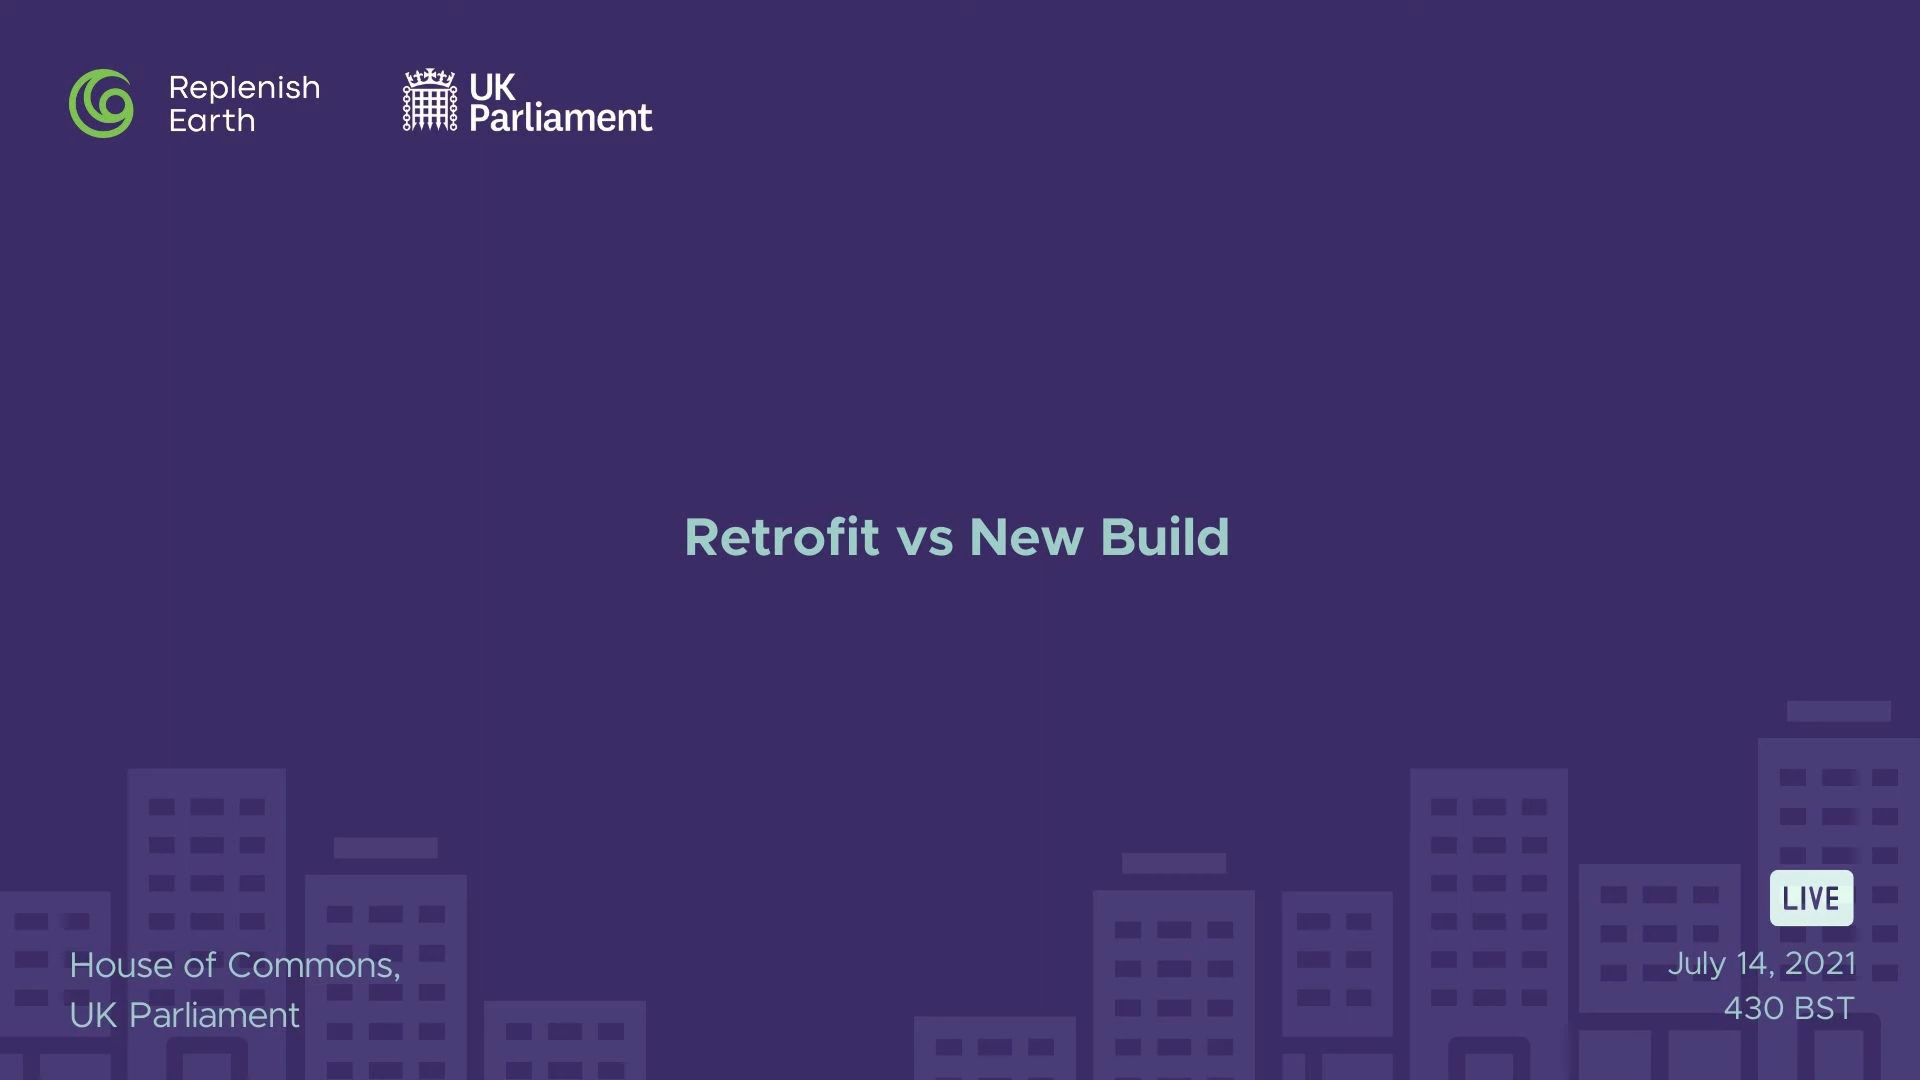 Replenish
Earth
UK
Parliament
Retrofit vs New Build
LIVE
House of Commons,
UK Parliament
July 14, 2021
430 BST